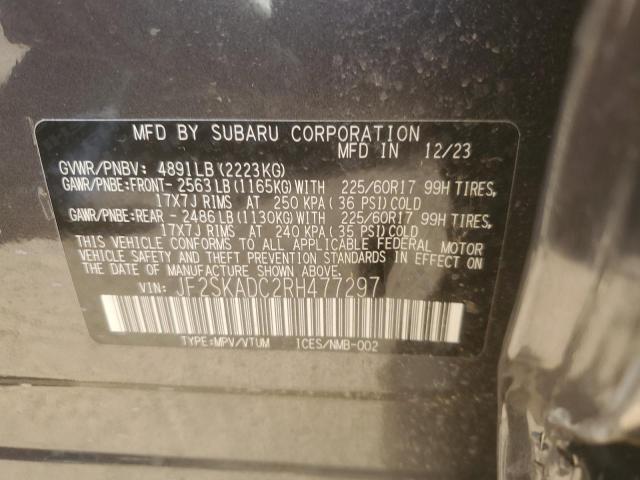 MFD BY SUBARU CORPORATION
MFD IN 12/23
GVWR/PNBV: 4891LB(2223KG)
GAWR/PNBE:FRONT- 2563LB(1165KG)WITH 225/60R17 99H TIRES,
17X7J RIMS AT 250 KPA(36 PSI)COLD
GAWR/PNBE:REAR - 2486LB(1130KG)WITH 225/60R17 99H TIRES,
17X7J RIMS AT 240 KPA(35 PSI)COLD
THIS VEHICLE CONFORMS TO ALL APPLICABLE FEDERAL MOTOR
VEHICLE SAFETY AND THEFT PREVENTION STANDARDS IN EFFECT
ON THE DATE OF MANUFACTURE SHOWN ABOVE.
VIN: JF2SKADC2RH477297
TYPE:MPV/VTUM ICES/NMB-002